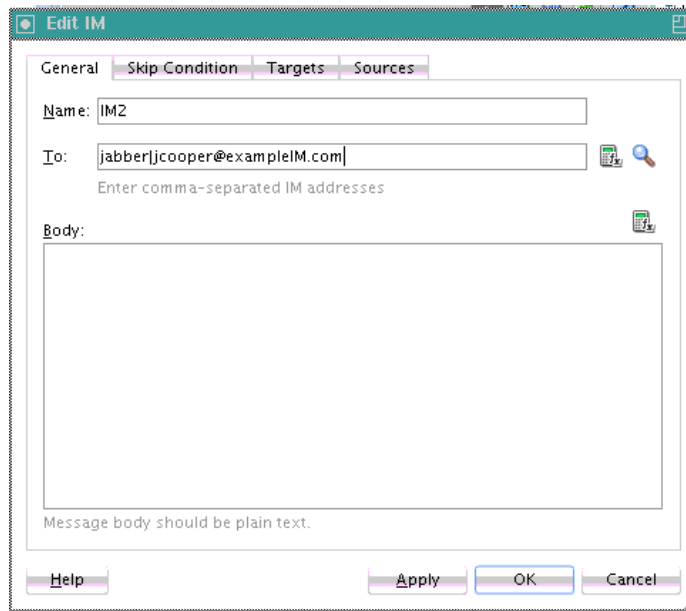 Edit IM
General Skip Condition Targets Sources
Name: IM2
To: jabber|jcooper@exampleIM.com
Enter comma-separated IM addresses
Body:
Message body should be plain text.
Help Apply OK Cancel